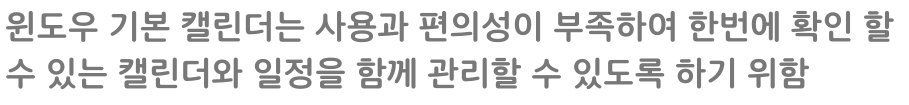 윈도우 기본 캘린더는 사용과 편의성이 부족하여 한번에 확인 할
수 있는 캘린더와 일정을 함께 관리할 수 있도록 하기 위함